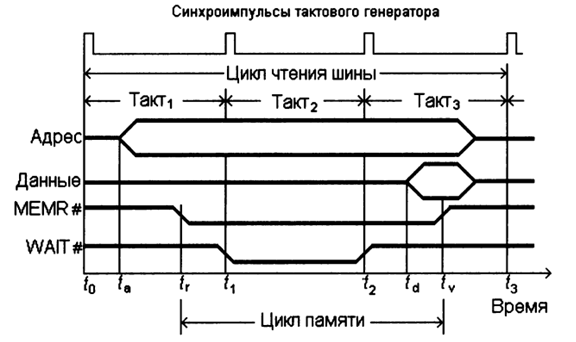 Синхроимпульсы тактового генератора
Цикл чтения шины
Такт1 Такт2 Такт3
Адрес
Данные
MEMR #
WAIT#
t0 ta tr t1 t2 td tv t3
Время
Цикл памяти